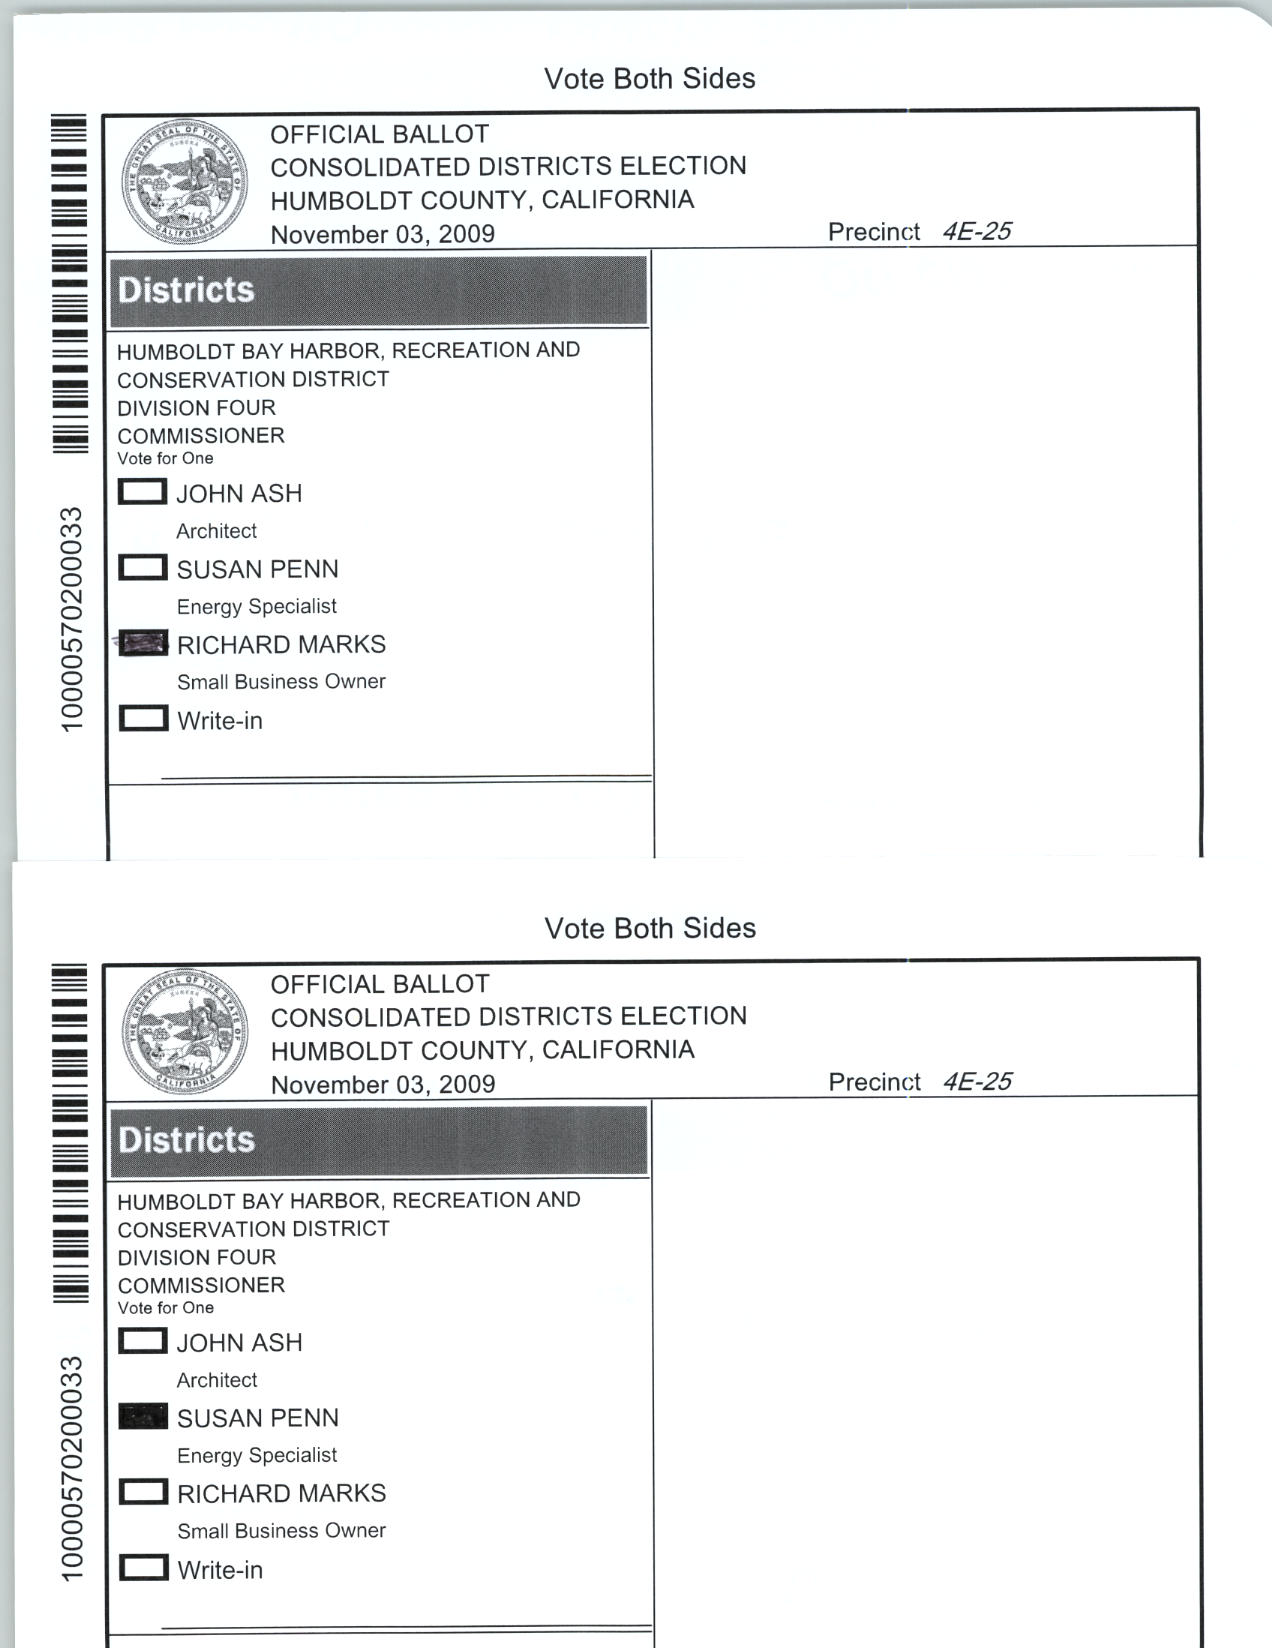 Vote Both Sides
THE GREAT SEAL OF THE STATE OF CALIFORNIA
EUREKA
OFFICIAL BALLOT
CONSOLIDATED DISTRICTS ELECTION
HUMBOLDT COUNTY, CALIFORNIA
November 03, 2009
Precinct 4E-25
Districts
HUMBOLDT BAY HARBOR, RECREATION AND
CONSERVATION DISTRICT
DIVISION FOUR
COMMISSIONER
Vote for One
JOHN ASH
Architect
SUSAN PENN
Energy Specialist
RICHARD MARKS
Small Business Owner
Write-in
10000570200033
Vote Both Sides
THE GREAT SEAL OF THE STATE OF CALIFORNIA
EUREKA
OFFICIAL BALLOT
CONSOLIDATED DISTRICTS ELECTION
HUMBOLDT COUNTY, CALIFORNIA
November 03, 2009
Precinct 4E-25
Districts
HUMBOLDT BAY HARBOR, RECREATION AND
CONSERVATION DISTRICT
DIVISION FOUR
COMMISSIONER
Vote for One
JOHN ASH
Architect
SUSAN PENN
Energy Specialist
RICHARD MARKS
Small Business Owner
Write-in
10000570200033